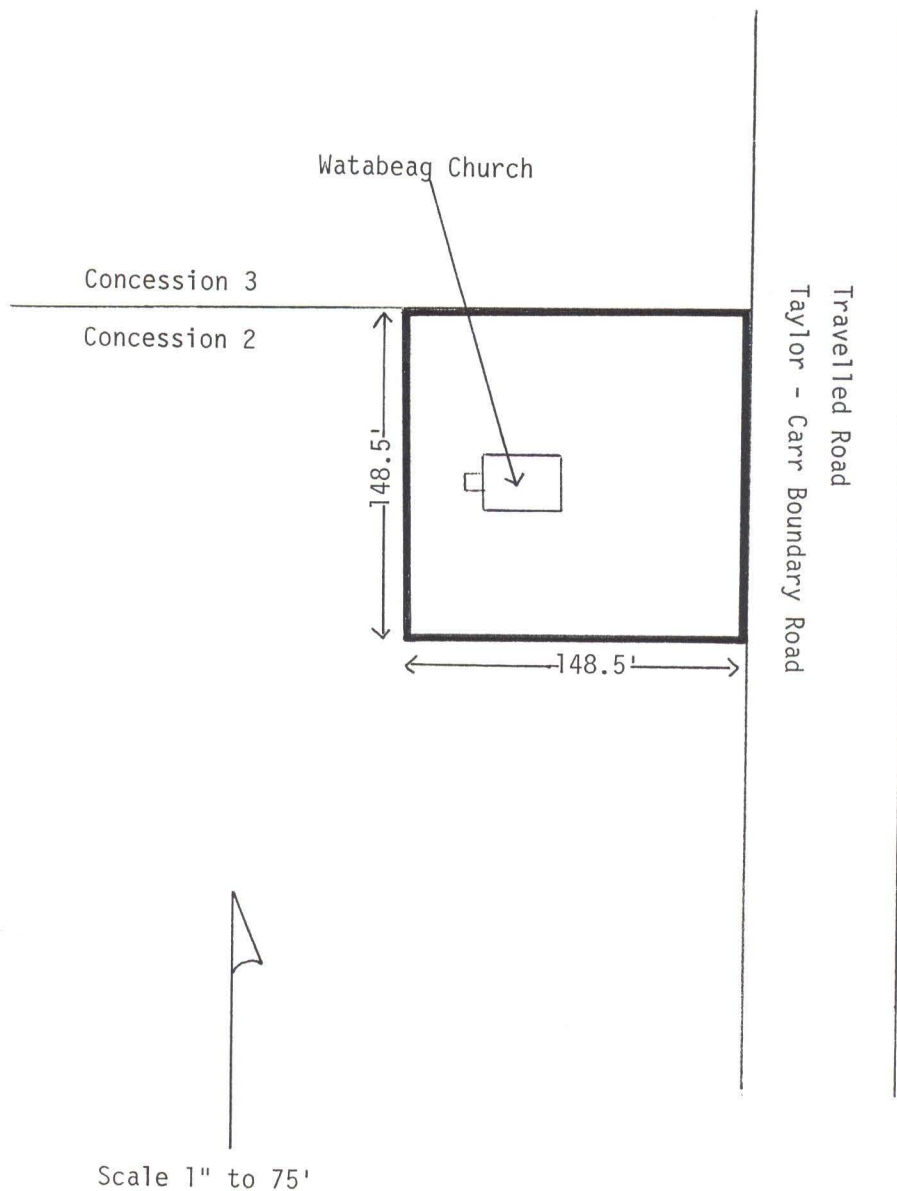 Watabeag Church
Concession 3
Concession 2
Travelled Road
Taylor - Carr Boundary Road
148.5'
148.5'
Scale 1" to 75'